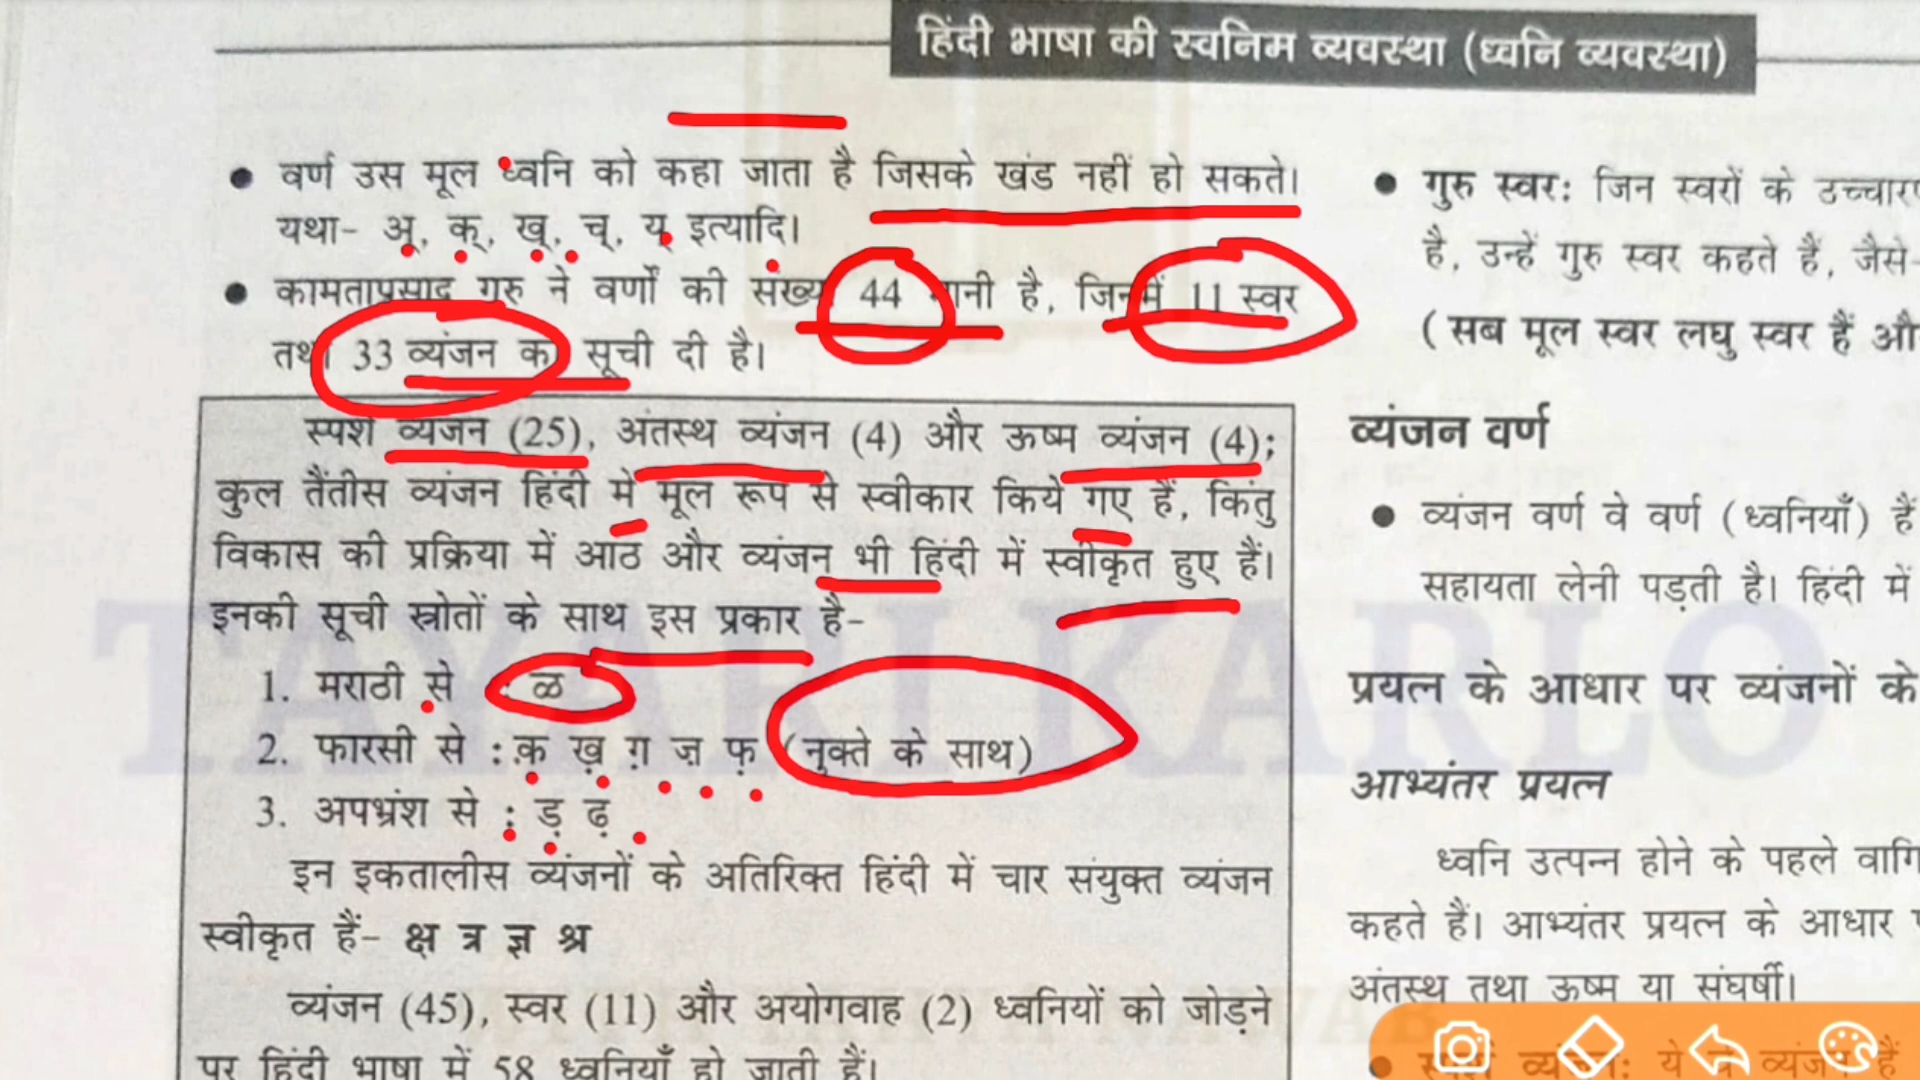 हिंदी भाषा की स्वनिम व्यवस्था (ध्वनि व्यवस्था)
● वर्ण उस मूल ध्वनि को कहा जाता है जिसके खंड नहीं हो सकते।
यथा- अ्, क्, ख्, च्, य् इत्यादि।
● कामताप्रसाद गुरु ने वर्णों की संख्या 44 मानी है, जिनमें 11 स्वर
तथा 33 व्यंजन की सूची दी है।
स्पर्श व्यंजन (25), अंतस्थ व्यंजन (4) और ऊष्म व्यंजन (4);
कुल तैंतीस व्यंजन हिंदी में मूल रूप से स्वीकार किये गए हैं, किंतु
विकास की प्रक्रिया में आठ और व्यंजन भी हिंदी में स्वीकृत हुए हैं।
इनकी सूची स्त्रोतों के साथ इस प्रकार है-
1. मराठी से : ळ
2. फारसी से : क़ ख़ ग़ ज़ फ़ (नुक्ते के साथ)
3. अपभ्रंश से : ड़ ढ़
इन इकतालीस व्यंजनों के अतिरिक्त हिंदी में चार संयुक्त व्यंजन
स्वीकृत हैं- क्ष त्र ज्ञ श्र
व्यंजन (45), स्वर (11) और अयोगवाह (2) ध्वनियों को जोड़ने
पर हिंदी भाषा में 58 ध्वनियाँ हो जाती हैं।
● गुरु स्वर: जिन स्वरों के
है, उन्हें गुरु स्वर कहते हैं, जैसे-
(सब मूल स्वर लघु स्वर हैं
व्यंजन वर्ण
● व्यंजन वर्ण वे वर्ण (ध्वनियाँ) हैं
सहायता लेनी पड़ती है। हिंदी में
प्रयत्न के आधार पर व्यंजनों के
आभ्यंतर प्रयत्न
ध्वनि उत्पन्न होने के पहले
कहते हैं। आभ्यंतर प्रयत्न के आधार
अंतस्थ तथा ऊष्म या संघर्षी।
● स्पर्श व्यंजन: ये व्यंजन हैं
TAYARI KARLO